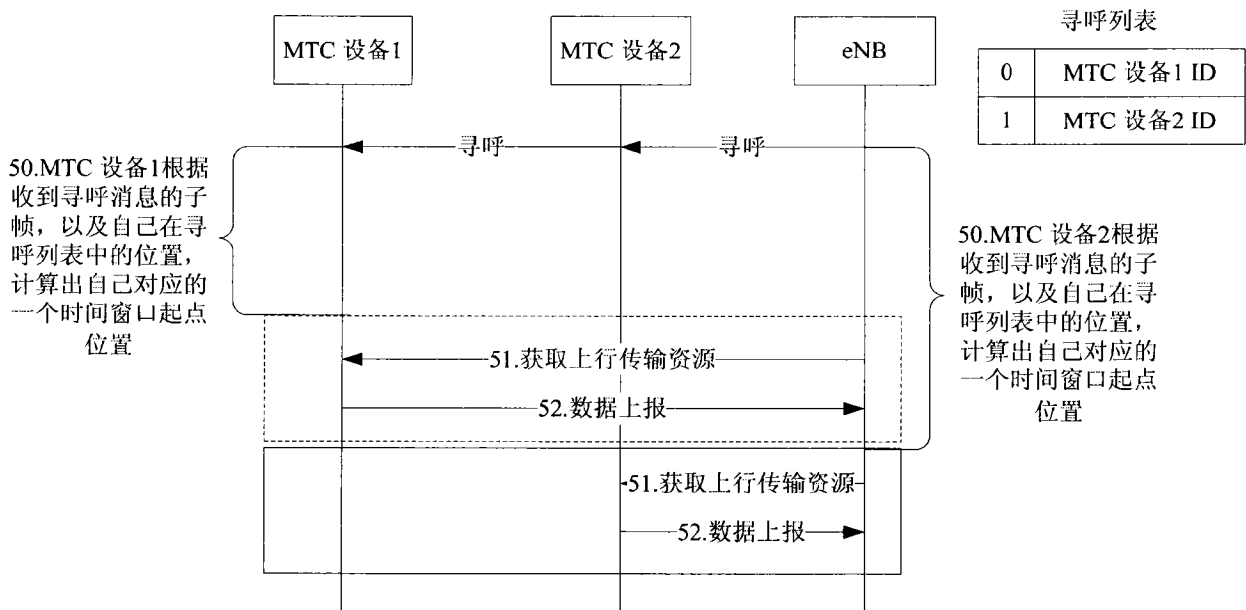 MTC 设备1
MTC 设备2
eNB
寻呼列表
0 MTC 设备1 ID
1 MTC 设备2 ID
寻呼
寻呼
50.MTC 设备1根据
收到寻呼消息的子
帧，以及自己在寻
呼列表中的位置，
计算出自己对应的
一个时间窗口起点
位置
50.MTC 设备2根据
收到寻呼消息的子
帧，以及自己在寻
呼列表中的位置，
计算出自己对应的
一个时间窗口起点
位置
51.获取上行传输资源
52.数据上报
51.获取上行传输资源
52.数据上报